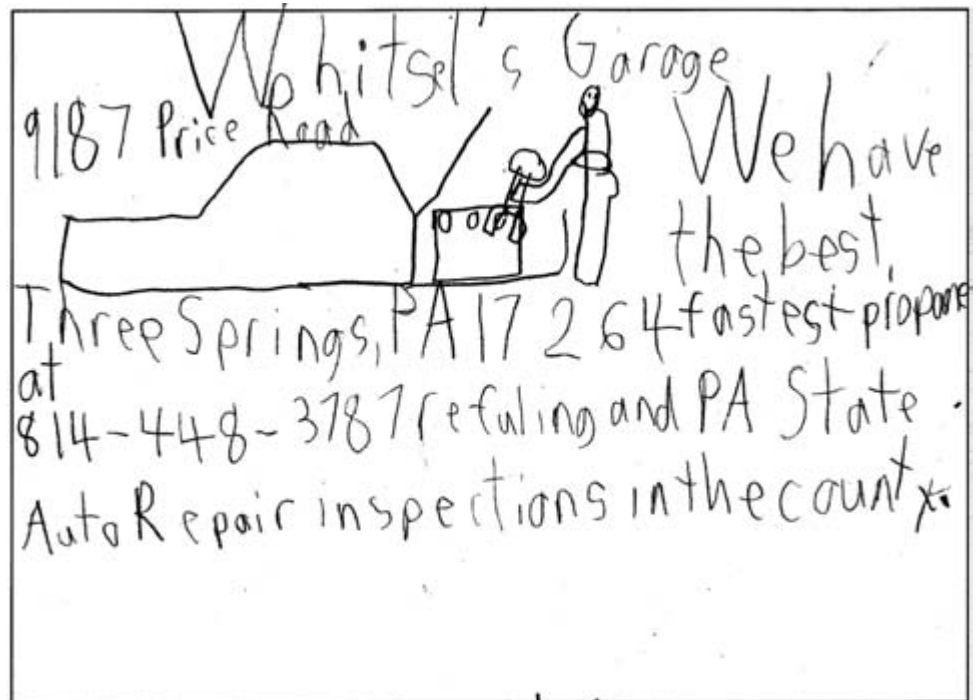 Whitsel's Garage
9187 Price Road
We have
the best,
Three Springs, PA 17264 fastest propane
at
814-448-3787 refuling and PA State
Auto Repair inspections in the county.